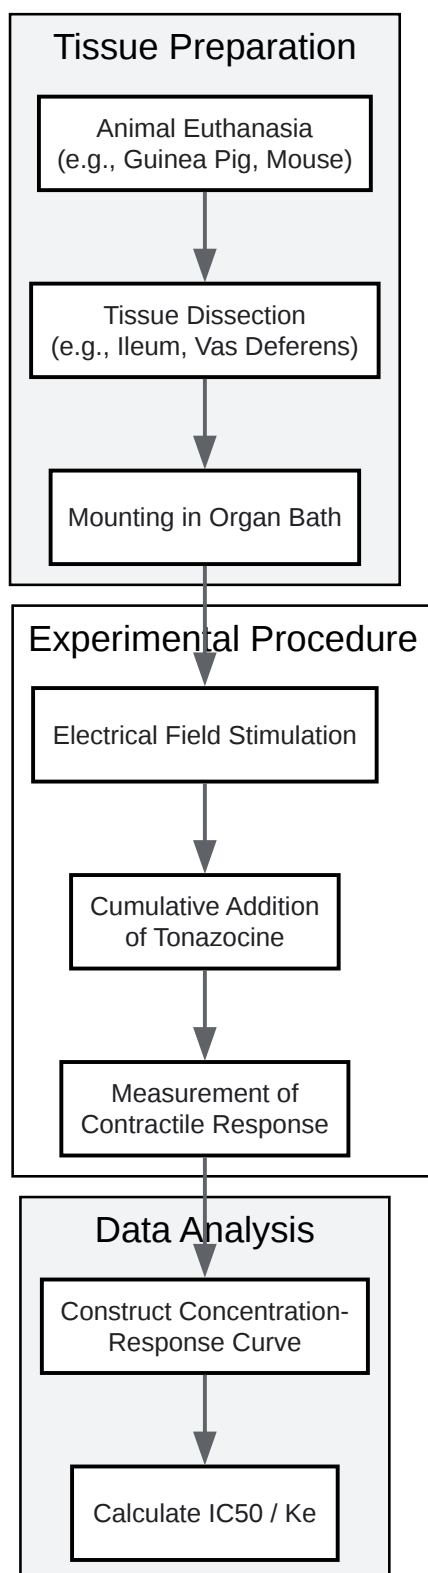 Tissue Preparation
Animal Euthanasia
(e.g., Guinea Pig, Mouse)
Tissue Dissection
(e.g., Ileum, Vas Deferens)
Mounting in Organ Bath
Experimental Procedure
Electrical Field Stimulation
Cumulative Addition
of Tonazocine
Measurement of
Contractile Response
Data Analysis
Construct Concentration-
Response Curve
Calculate IC50 / Ke